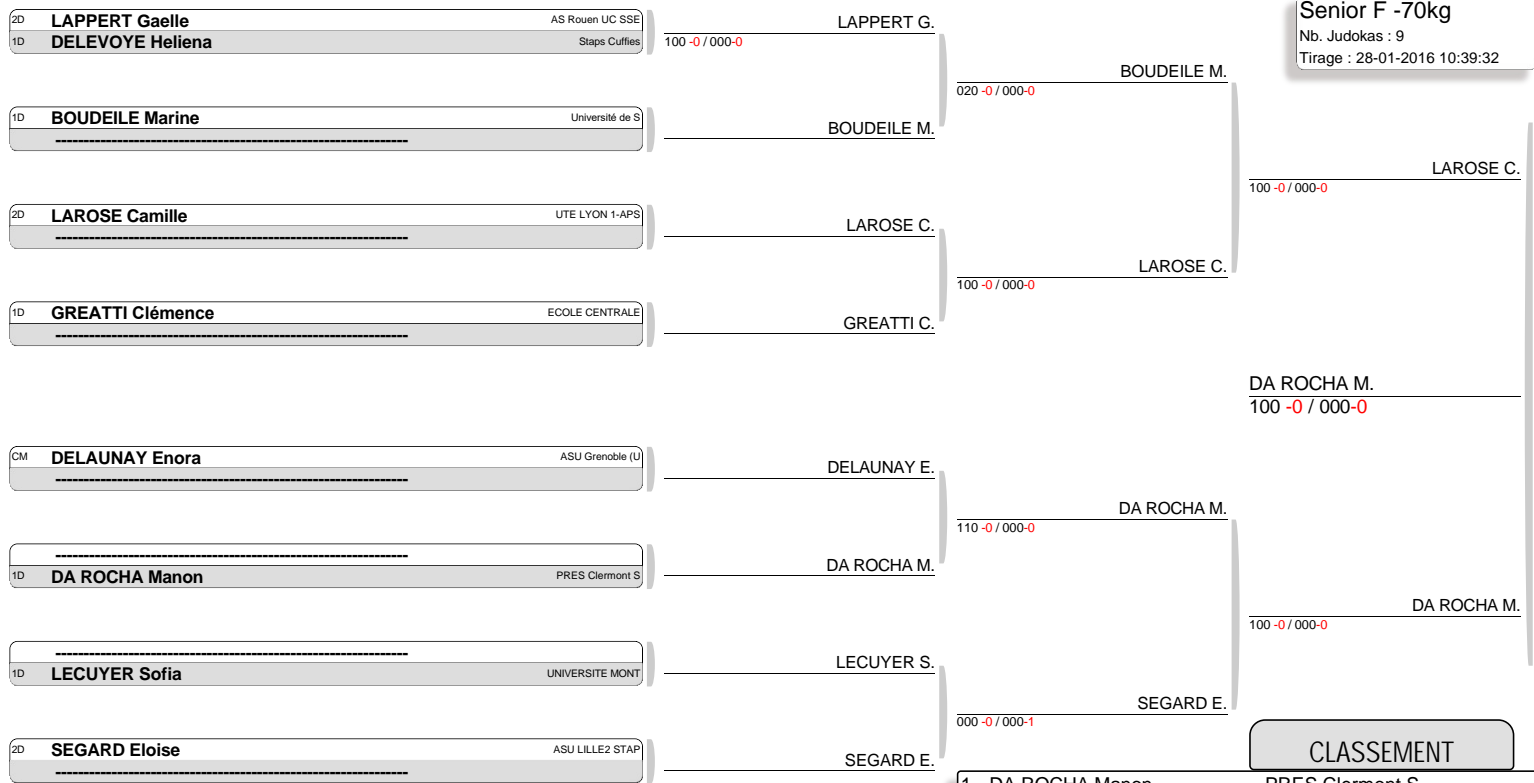 Senior F -70kg
Nb. Judokas : 9
Tirage : 28-01-2016 10:39:32
2D LAPPERT Gaelle AS Rouen UC SSE
1D DELEVOYE Heliena Staps Cuffies
1D BOUDEILE Marine Université de S
----------------------------------------------------------------
2D LAROSE Camille UTE LYON 1-APS
----------------------------------------------------------------
1D GREATTI Clémence ECOLE CENTRALE
----------------------------------------------------------------
CM DELAUNAY Enora ASU Grenoble (U
----------------------------------------------------------------
----------------------------------------------------------------
1D DA ROCHA Manon PRES Clermont S
----------------------------------------------------------------
1D LECUYER Sofia UNIVERSITE MONT
2D SEGARD Eloise ASU LILLE2 STAP
----------------------------------------------------------------
LAPPERT G.
100 -0 / 000-0
BOUDEILE M.
LAROSE C.
GREATTI C.
DELAUNAY E.
DA ROCHA M.
LECUYER S.
SEGARD E.
BOUDEILE M.
020 -0 / 000-0
LAROSE C.
100 -0 / 000-0
DA ROCHA M.
110 -0 / 000-0
SEGARD E.
000 -0 / 000-1
LAROSE C.
100 -0 / 000-0
DA ROCHA M.
100 -0 / 000-0
DA ROCHA M.
100 -0 / 000-0
CLASSEMENT
1 DA ROCHA Manon PRES Clermont S